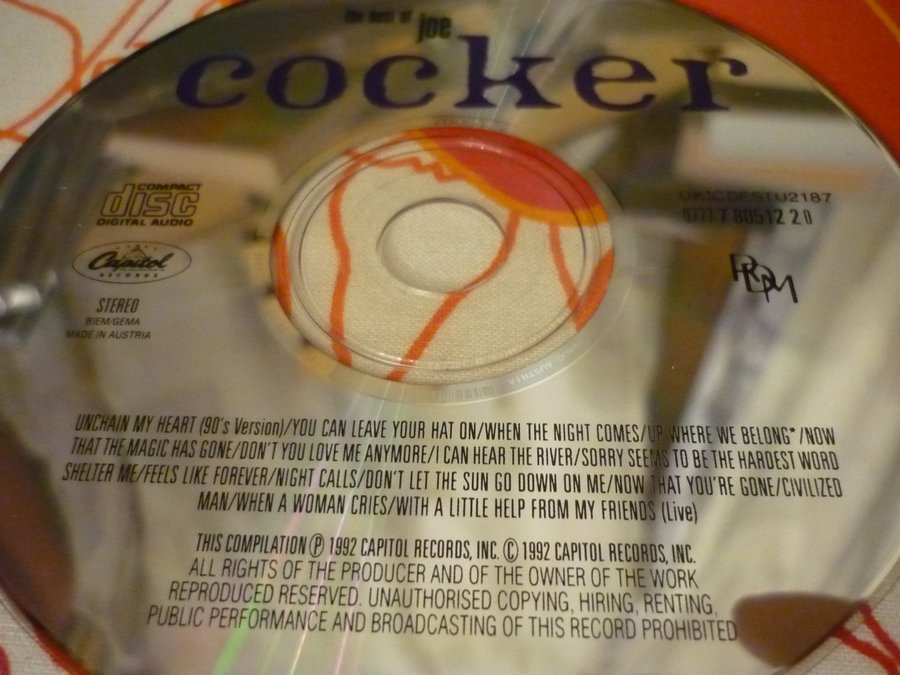 the best of joe
cocker
COMPACT
disc
DIGITAL AUDIO
CDESTU2187
0777 7 80512 2 0
Capitol
RECORDS
STEREO
BIEM/GEMA
MADE IN AUSTRIA
AUSTRIA
UNCHAIN MY HEART (90's Version)/YOU CAN LEAVE YOUR HAT ON/WHEN THE NIGHT COMES/UP WHERE WE BELONG*/NOW
THAT THE MAGIC HAS GONE/DON'T YOU LOVE ME ANYMORE/I CAN HEAR THE RIVER/SORRY SEEMS TO BE THE HARDEST WORD
SHELTER ME/FEELS LIKE FOREVER/NIGHT CALLS/DON'T LET THE SUN GO DOWN ON ME/NOW THAT YOU'RE GONE/CIVILIZED
MAN/WHEN A WOMAN CRIES/WITH A LITTLE HELP FROM MY FRIENDS (Live)
THIS COMPILATION Ⓟ 1992 CAPITOL RECORDS, INC. © 1992 CAPITOL RECORDS, INC.
ALL RIGHTS OF THE PRODUCER AND OF THE OWNER OF THE WORK
REPRODUCED RESERVED. UNAUTHORISED COPYING, HIRING, RENTING,
PUBLIC PERFORMANCE AND BROADCASTING OF THIS RECORD PROHIBITED